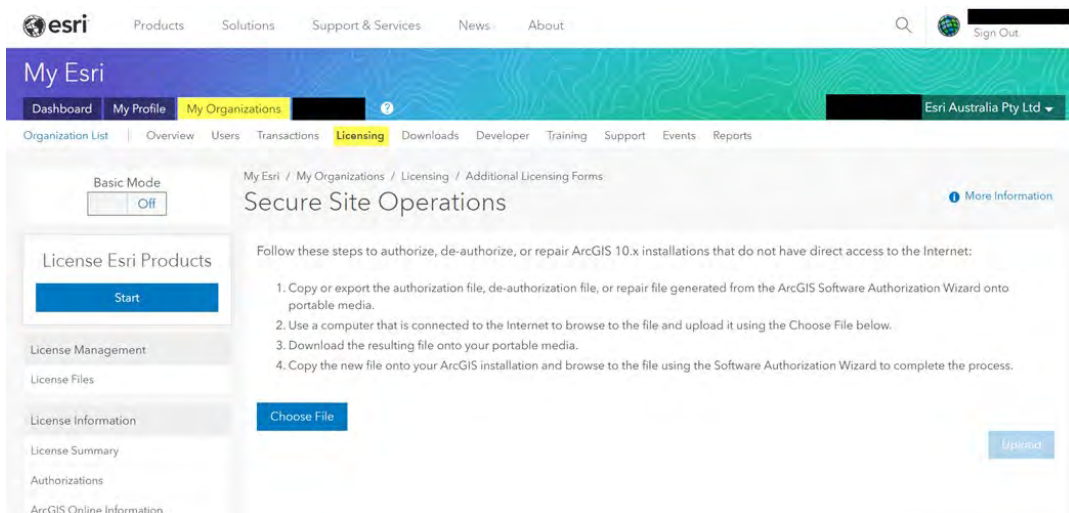 esri Products Solutions Support & Services News About
Sign Out
My Esri
Dashboard My Profile My Organizations ? Esri Australia Pty Ltd
Organization List | Overview Users Transactions Licensing Downloads Developer Training Support Events Reports
Basic Mode
Off
My Esri / My Organizations / Licensing / Additional Licensing Forms
Secure Site Operations
More Information
License Esri Products
Start
License Management
License Files
License Information
License Summary
Authorizations
ArcGIS Online Information
Follow these steps to authorize, de-authorize, or repair ArcGIS 10.x installations that do not have direct access to the Internet:
1. Copy or export the authorization file, de-authorization file, or repair file generated from the ArcGIS Software Authorization Wizard onto
portable media.
2. Use a computer that is connected to the Internet to browse to the file and upload it using the Choose File below.
3. Download the resulting file onto your portable media.
4. Copy the new file onto your ArcGIS installation and browse to the file using the Software Authorization Wizard to complete the process.
Choose File
Upload